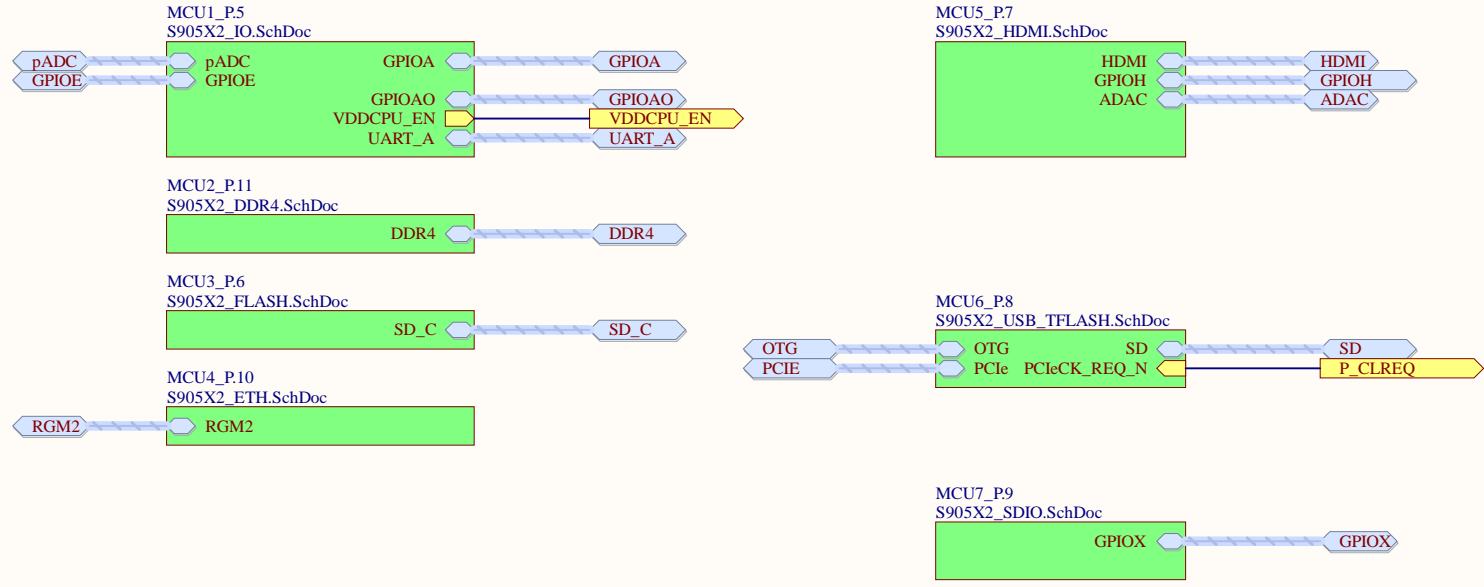 MCU1_P.5
S905X2_IO.SchDoc
pADC pADC GPIOA GPIOA
GPIOE GPIOE
GPIOAO GPIOAO
VDDCPU_EN VDDCPU_EN
UART_A UART_A
MCU2_P.11
S905X2_DDR4.SchDoc
DDR4 DDR4
MCU3_P.6
S905X2_FLASH.SchDoc
SD_C SD_C
MCU4_P.10
S905X2_ETH.SchDoc
RGM2 RGM2
MCU5_P.7
S905X2_HDMI.SchDoc
HDMI HDMI
GPIOH GPIOH
ADAC ADAC
MCU6_P.8
S905X2_USB_TFLASH.SchDoc
OTG OTG SD SD
PCIE PCIe PCIeCK_REQ_N P_CLREQ
MCU7_P.9
S905X2_SDIO.SchDoc
GPIOX GPIOX